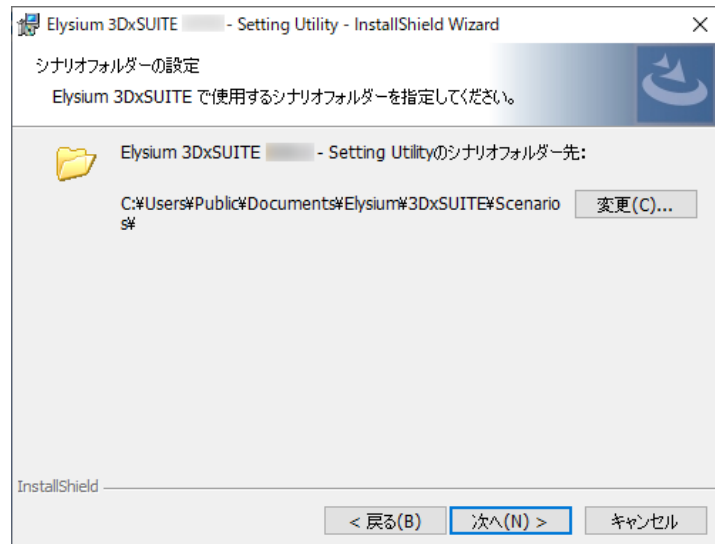 Elysium 3DxSUITE - Setting Utility - InstallShield Wizard
シナリオフォルダーの設定
Elysium 3DxSUITE で使用するシナリオフォルダーを指定してください。
Elysium 3DxSUITE - Setting Utilityのシナリオフォルダー先:
C:¥Users¥Public¥Documents¥Elysium¥3DxSUITE¥Scenario
s¥
変更(C)...
InstallShield
< 戻る(B)
次へ(N) >
キャンセル